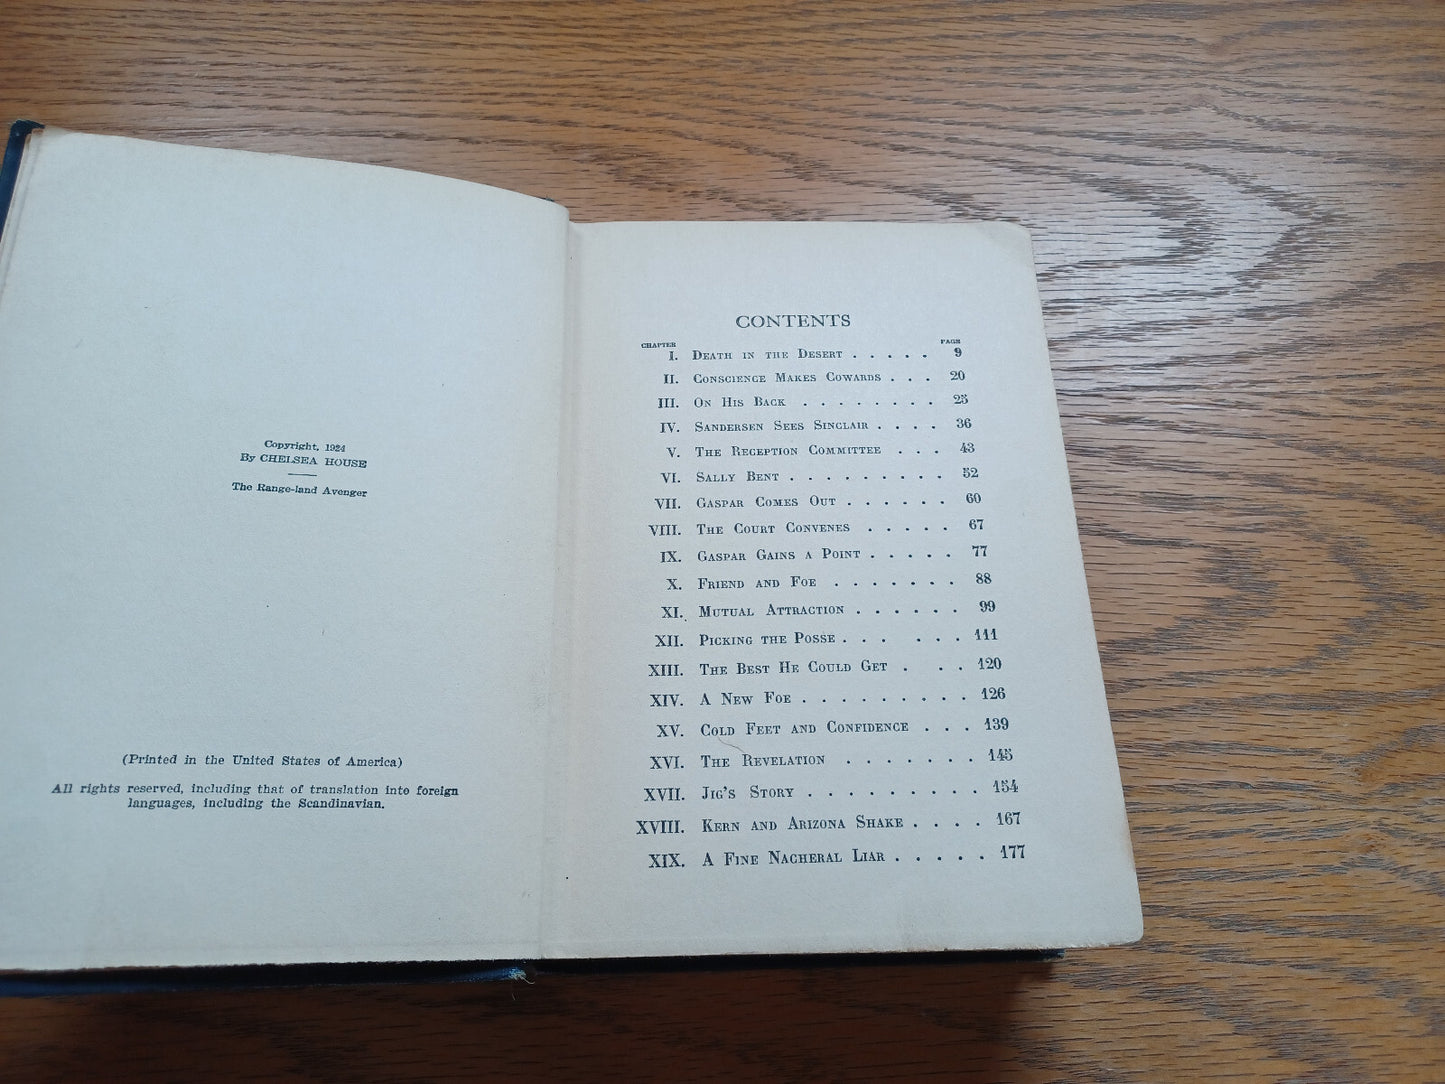 Copyright, 1924
By CHELSEA HOUSE
The Range-land Avenger
(Printed in the United States of America)
All rights reserved, including that of translation into foreign
languages, including the Scandinavian.
CONTENTS
CHAPTER PAGE
I. Death in the Desert . . . . . 9
II. Conscience Makes Cowards . . . 20
III. On His Back . . . . . . . . 25
IV. Sandersen Sees Sinclair . . . . 36
V. The Reception Committee . . . 43
VI. Sally Bent . . . . . . . . . 52
VII. Gaspar Comes Out . . . . . . 60
VIII. The Court Convenes . . . . . 67
IX. Gaspar Gains a Point . . . . . 77
X. Friend and Foe . . . . . . . 88
XI. Mutual Attraction . . . . . . 99
XII. Picking the Posse . . . . . . 111
XIII. The Best He Could Get . . . 120
XIV. A New Foe . . . . . . . . . 126
XV. Cold Feet and Confidence . . . 139
XVI. The Revelation . . . . . . . 145
XVII. Jig's Story . . . . . . . . . 154
XVIII. Kern and Arizona Shake . . . . 167
XIX. A Fine Nacheral Liar . . . . . 177